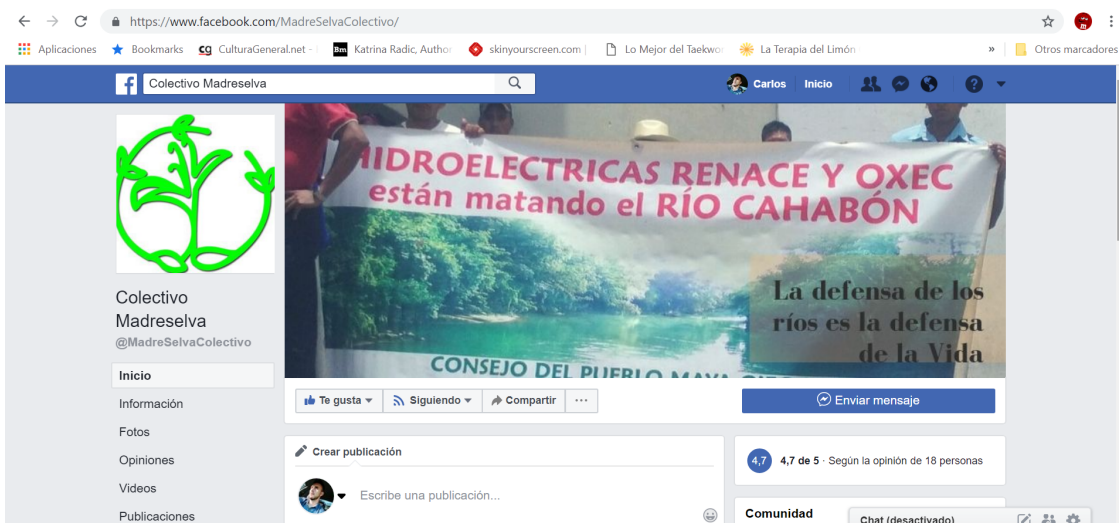 https://www.facebook.com/MadreSelvaColectivo/
Aplicaciones Bookmarks CulturaGeneral.net - Katrina Radic, Author skinyourscreen.com | Lo Mejor del Taekwon La Terapia del Limón » Otros marcadores
Colectivo Madreselva Carlos Inicio
HIDROELECTRICAS RENACE Y OXEC
están matando el RÍO CAHABÓN
La defensa de los
ríos es la defensa
de la Vida
CONSEJO DEL PUEBLO MAYA
Colectivo
Madreselva
@MadreSelvaColectivo
Inicio
Información
Fotos
Opiniones
Videos
Publicaciones
Te gusta Siguiendo Compartir ... Enviar mensaje
Crear publicación
Escribe una publicación...
4,7 4,7 de 5 · Según la opinión de 18 personas
Comunidad
Chat (desactivado)